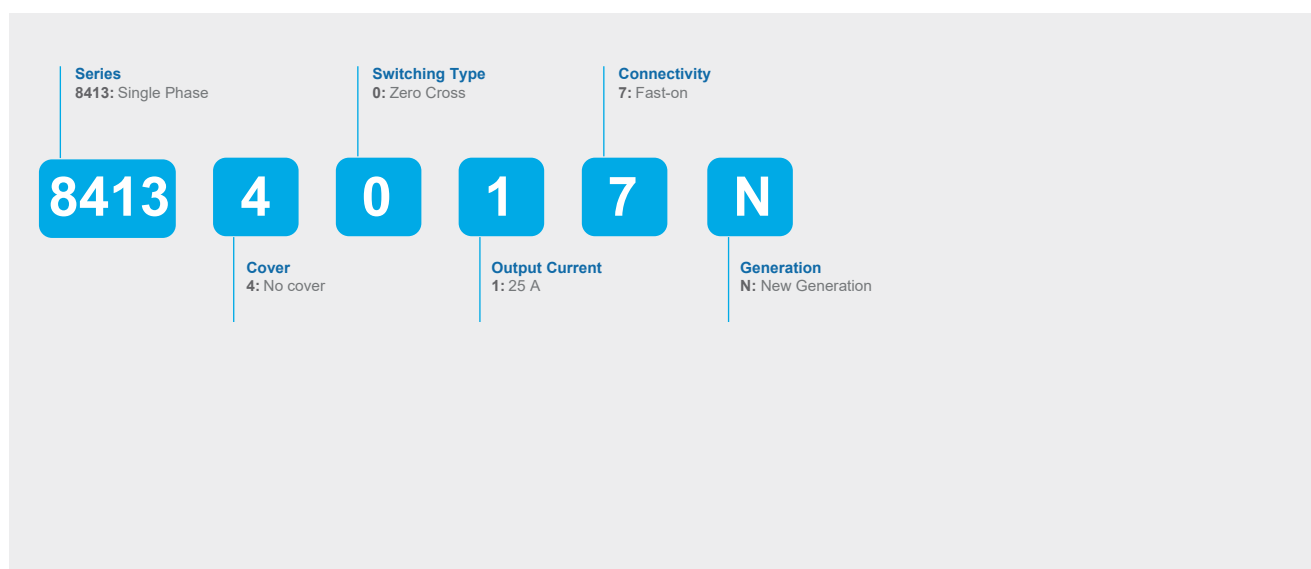 Series
8413: Single Phase
Switching Type
0: Zero Cross
Connectivity
7: Fast-on
8413 4 0 1 7 N
Cover
4: No cover
Output Current
1: 25 A
Generation
N: New Generation